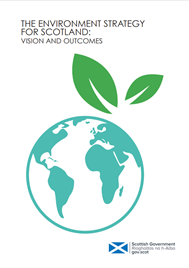 THE ENVIRONMENT STRATEGY
FOR SCOTLAND:
VISION AND OUTCOMES
Scottish Government
Riaghaltas na h-Alba
gov.scot